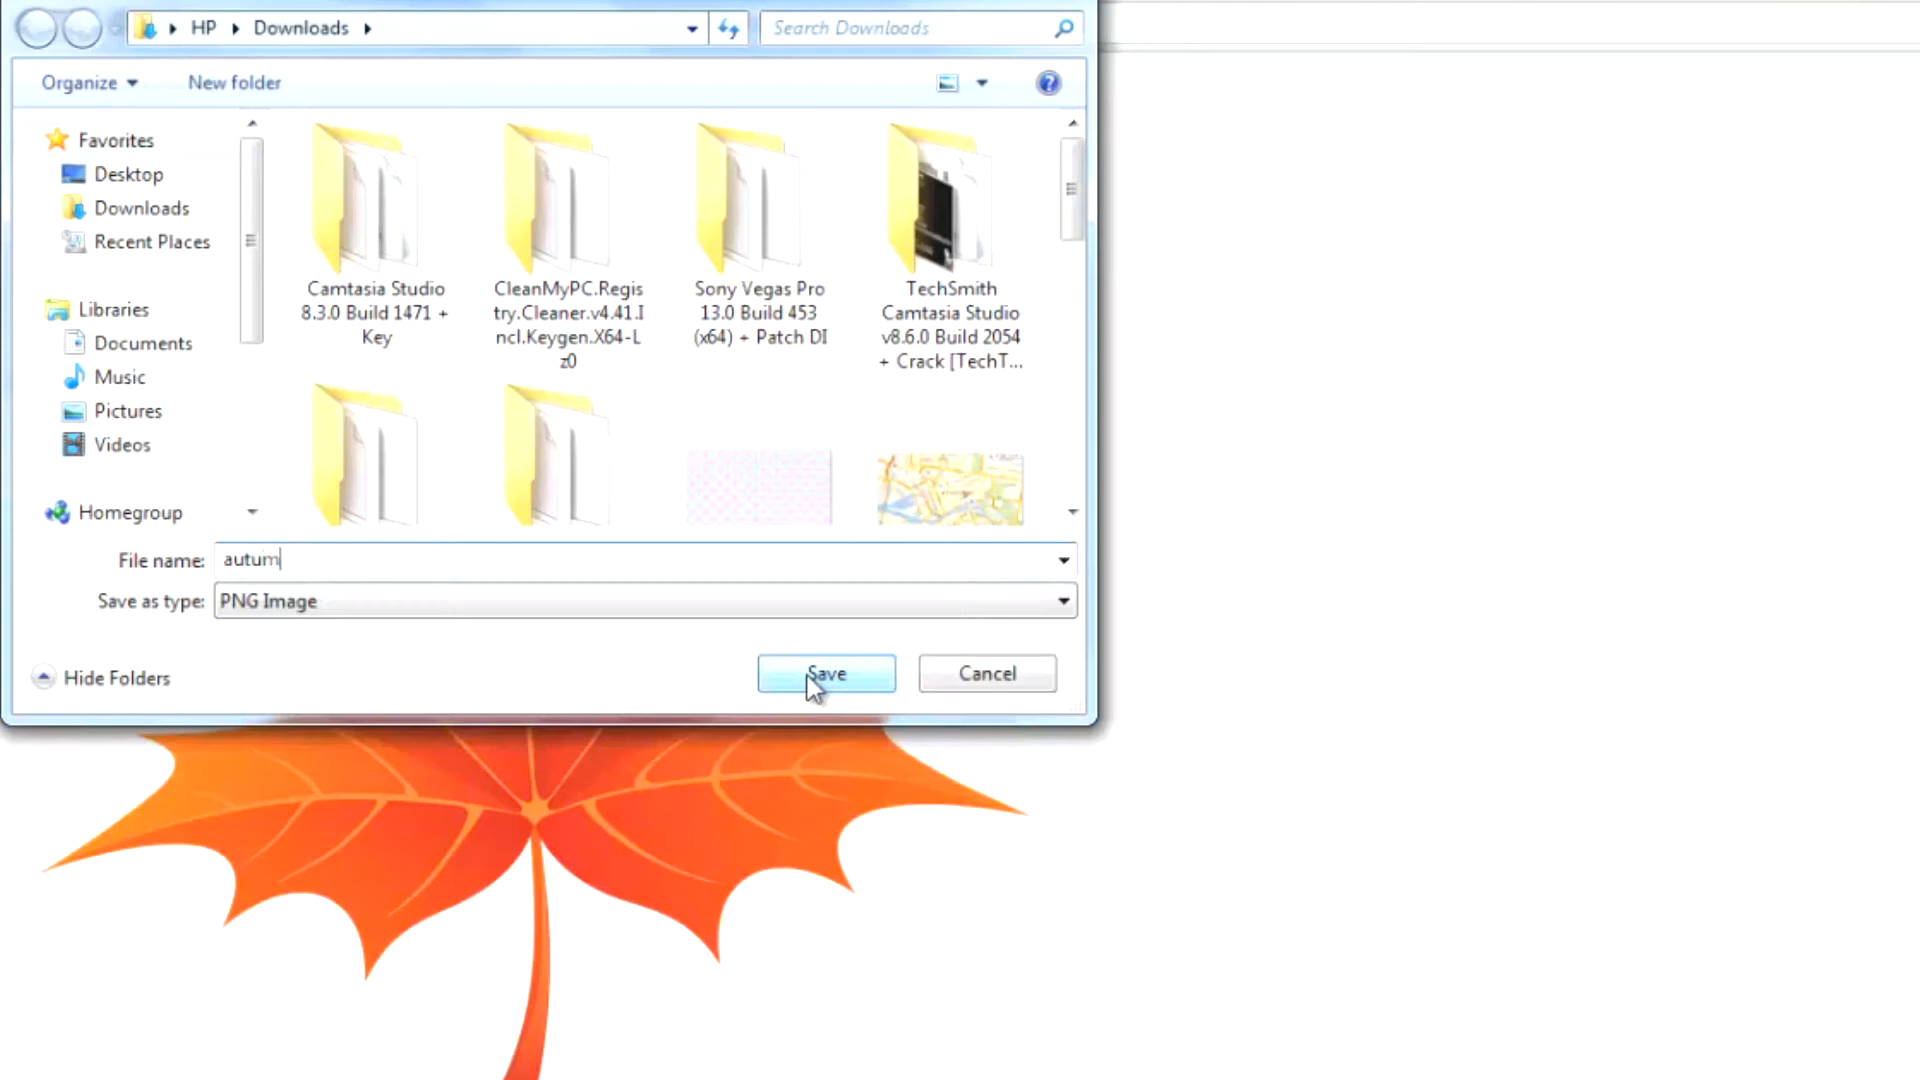 HP Downloads
Search Downloads
Organize
New folder
Favorites
Desktop
Downloads
Recent Places
Libraries
Documents
Music
Pictures
Videos
Homegroup
Camtasia Studio
8.3.0 Build 1471 +
Key
CleanMyPC.Regis
try.Cleaner.v4.41.I
ncl.Keygen.X64-L
z0
Sony Vegas Pro
13.0 Build 453
(x64) + Patch DI
TechSmith
Camtasia Studio
v8.6.0 Build 2054
+ Crack [TechT...
File name: autum
Save as type: PNG Image
Hide Folders
Save
Cancel